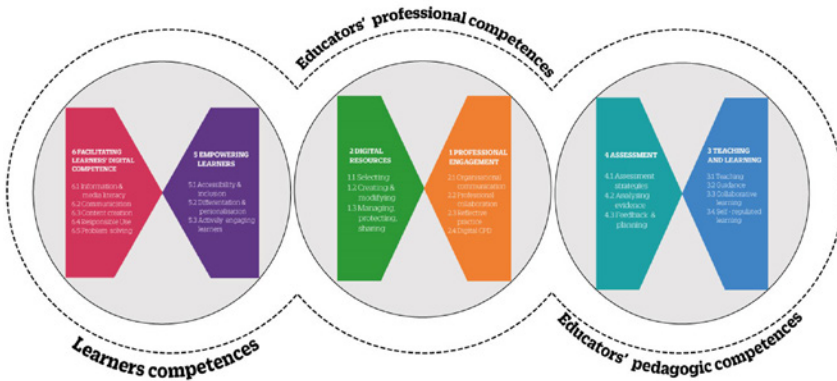 Educators' professional competences
6 FACILITATING
LEARNERS' DIGITAL
COMPETENCE
6.1 Information &
media literacy
6.2 Communication
6.3 Content creation
6.4 Responsible Use
6.5 Problem solving
5 EMPOWERING
LEARNERS
5.1 Accessibility &
inclusion
5.2 Differentiation &
personalisation
5.3 Actively engaging
learners
2 DIGITAL
RESOURCES
1.1 Selecting
1.2 Creating &
modifying
1.3 Managing,
protecting,
sharing
1 PROFESSIONAL
ENGAGEMENT
2.1 Organisational
communication
2.2 Professional
collaboration
2.3 Reflective
practice
2.4 Digital CPD
4 ASSESSMENT
4.1 Assessment
strategies
4.2 Analysing
evidence
4.3 Feedback &
planning
3 TEACHING
AND LEARNING
3.1 Teaching
3.2 Guidance
3.3 Collaborative
learning
3.4 Self-regulated
learning
Learners competences
Educators' pedagogic competences